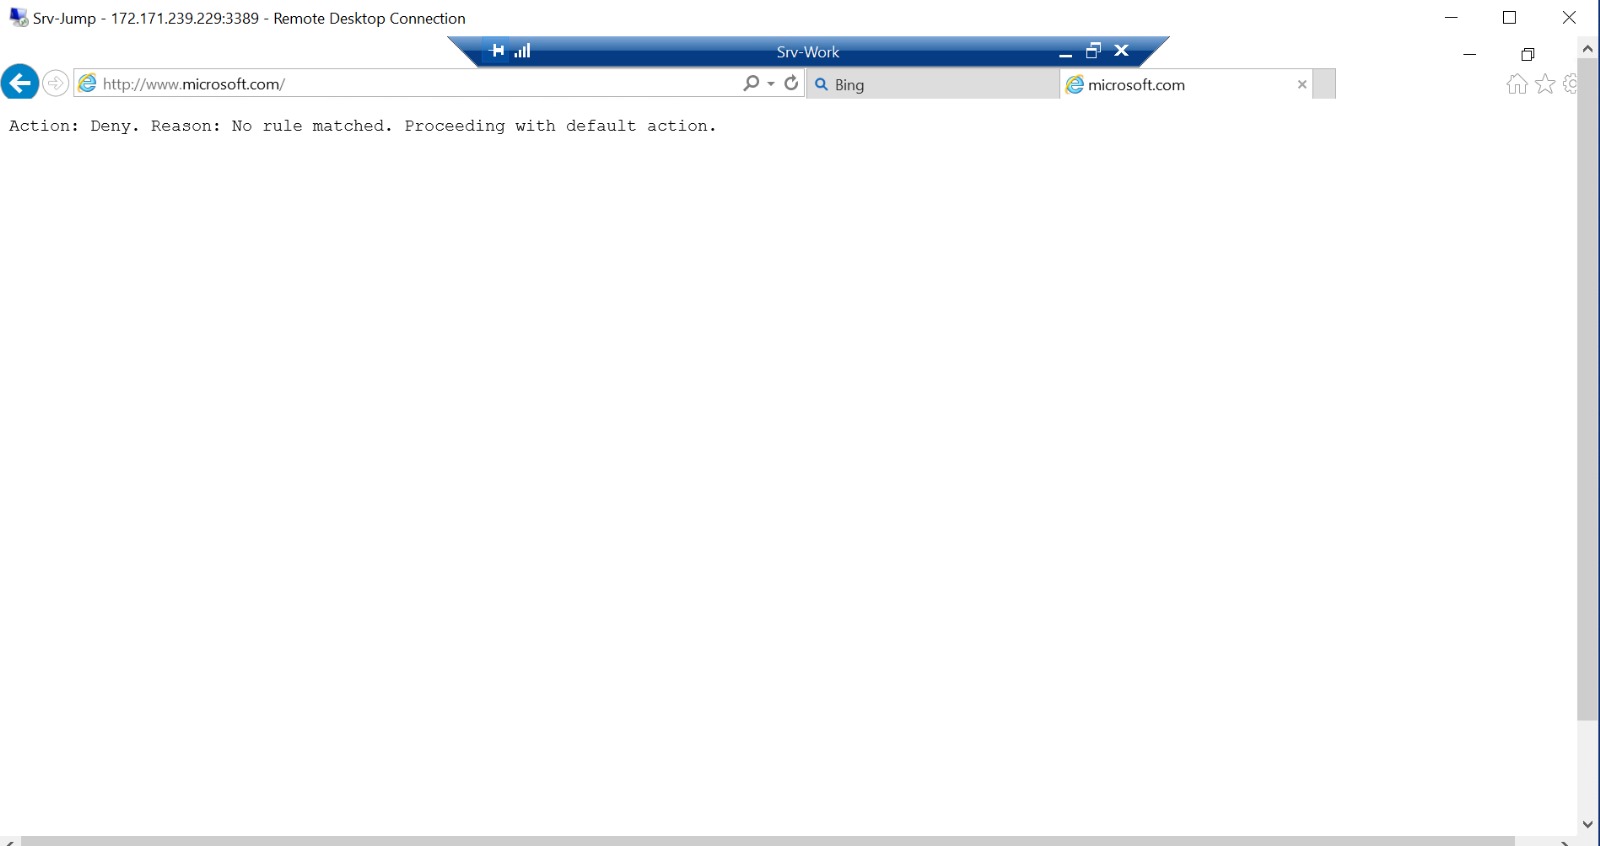 Srv-Jump - 172.171.239.229:3389 - Remote Desktop Connection
Srv-Work
http://www.microsoft.com/
Bing
microsoft.com
Action: Deny. Reason: No rule matched. Proceeding with default action.